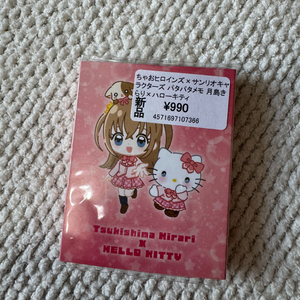 ちゃおヒロインズ×サンリオキャ
ラクターズ パタパタメモ 月島き
らり×ハローキティ
新品
¥990
4571697107386
Tsukishima Kirari
×
HELLO KITTY